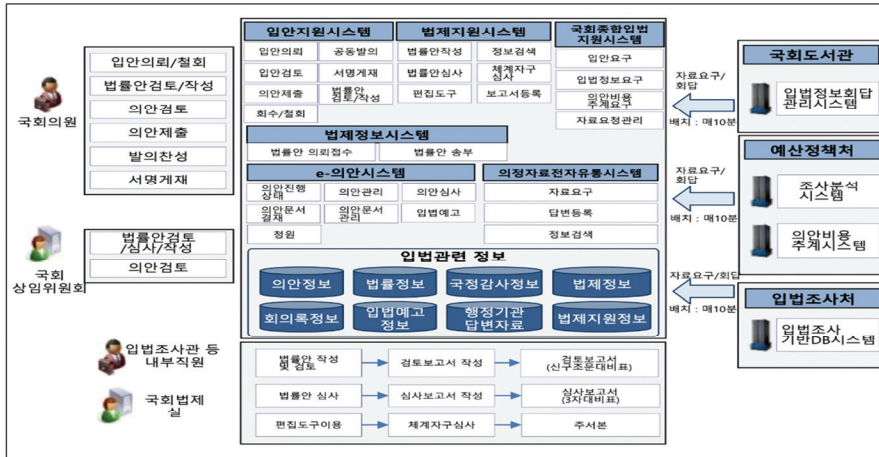 국회의원
입안의뢰/철회
법률안검토/작성
의안검토
의안제출
발의찬성
서명게재
국회
상임위원회
법률안검토
/심사/작성
의안검토
입법조사관 등
내부직원
국회법제
실
입안지원시스템
입안의뢰
공동발의
입안검토
서명게재
의안제출
법률안
검토/작성
회수/철회
법제지원시스템
법률안작성
정보검색
법률안심사
체계자구
심사
편집도구
보고서등록
국회종합입법
지원시스템
입안요구
입법정보요구
의안비용
추계요구
자료요청관리
법제정보시스템
법률안 의뢰접수
법률안 송부
e-의안시스템
의안진행
상태
의안관리
의안심사
의안문서
결재
의안문서
관리
입법예고
청원
의정자료전자유통시스템
자료요구
답변등록
정보검색
입법관련 정보
의안정보
법률정보
국정감사정보
법제정보
회의록정보
입법예고
정보
행정기관
답변자료
법제지원정보
법률안 작성
및 검토
검토보고서 작성
검토보고서
(신구조문대비표)
법률안 심사
심사보고서 작성
심사보고서
(3자대비표)
편집도구이용
체계자구심사
주서본
자료요구/
회답
배치 : 매10분
자료요구/
회답
배치 : 매10분
자료요구/회답
배치 : 매10분
국회도서관
입법정보회답
관리시스템
예산정책처
조사분석
시스템
의안비용
추계시스템
입법조사처
입법조사
기반DB시스템